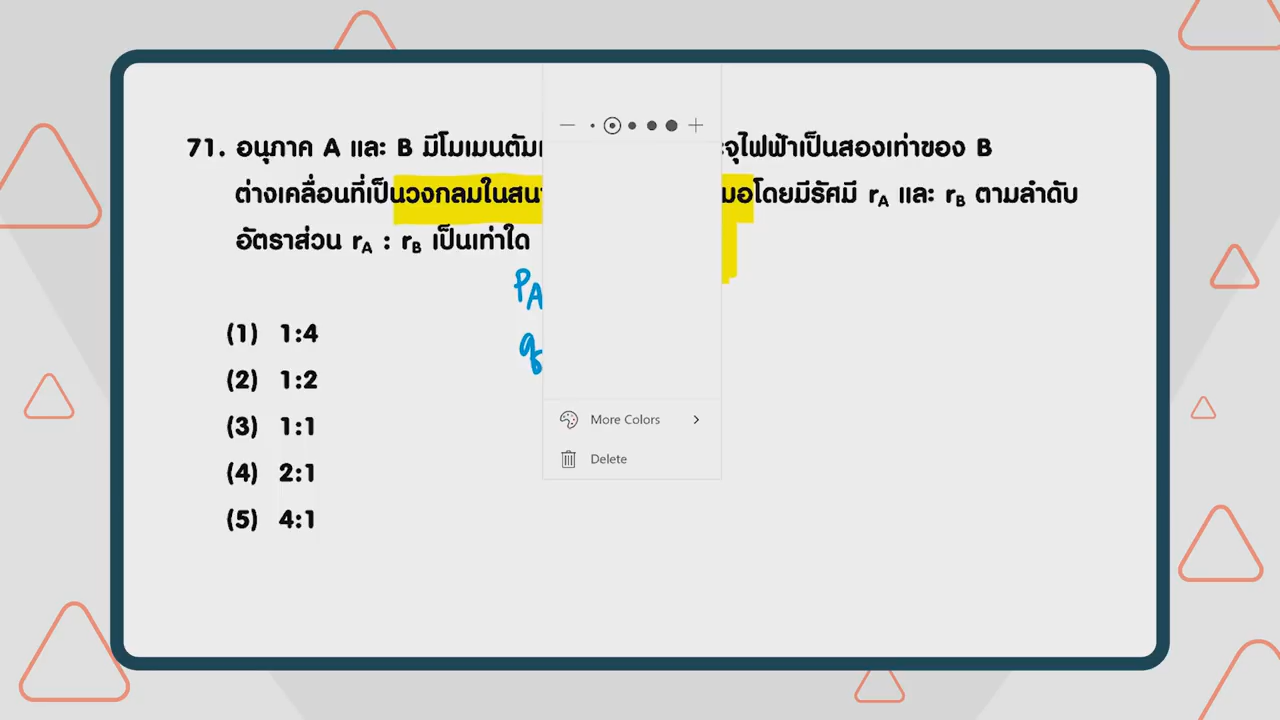 71. อนุภาค A และ B มีโมเมนตัม จุไฟฟ้าเป็นสองเท่าของ B
ต่างเคลื่อนที่เป็นวงกลมในสนา มอโดยมีรัศมี rA และ rB ตามลำดับ
อัตราส่วน rA : rB เป็นเท่าใด
PA
(1) 1:4
(2) 1:2
(3) 1:1
(4) 2:1
(5) 4:1
More Colors
Delete